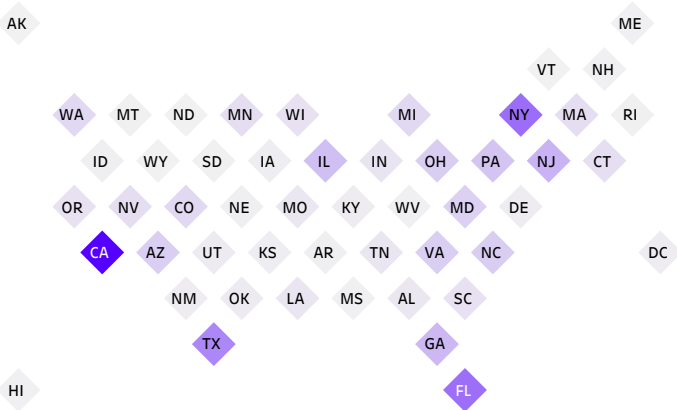 AK ME
VT NH
WA MT ND MN WI MI NY MA RI
ID WY SD IA IL IN OH PA NJ CT
OR NV CO NE MO KY WV MD DE
CA AZ UT KS AR TN VA NC DC
NM OK LA MS AL SC
TX GA
HI FL